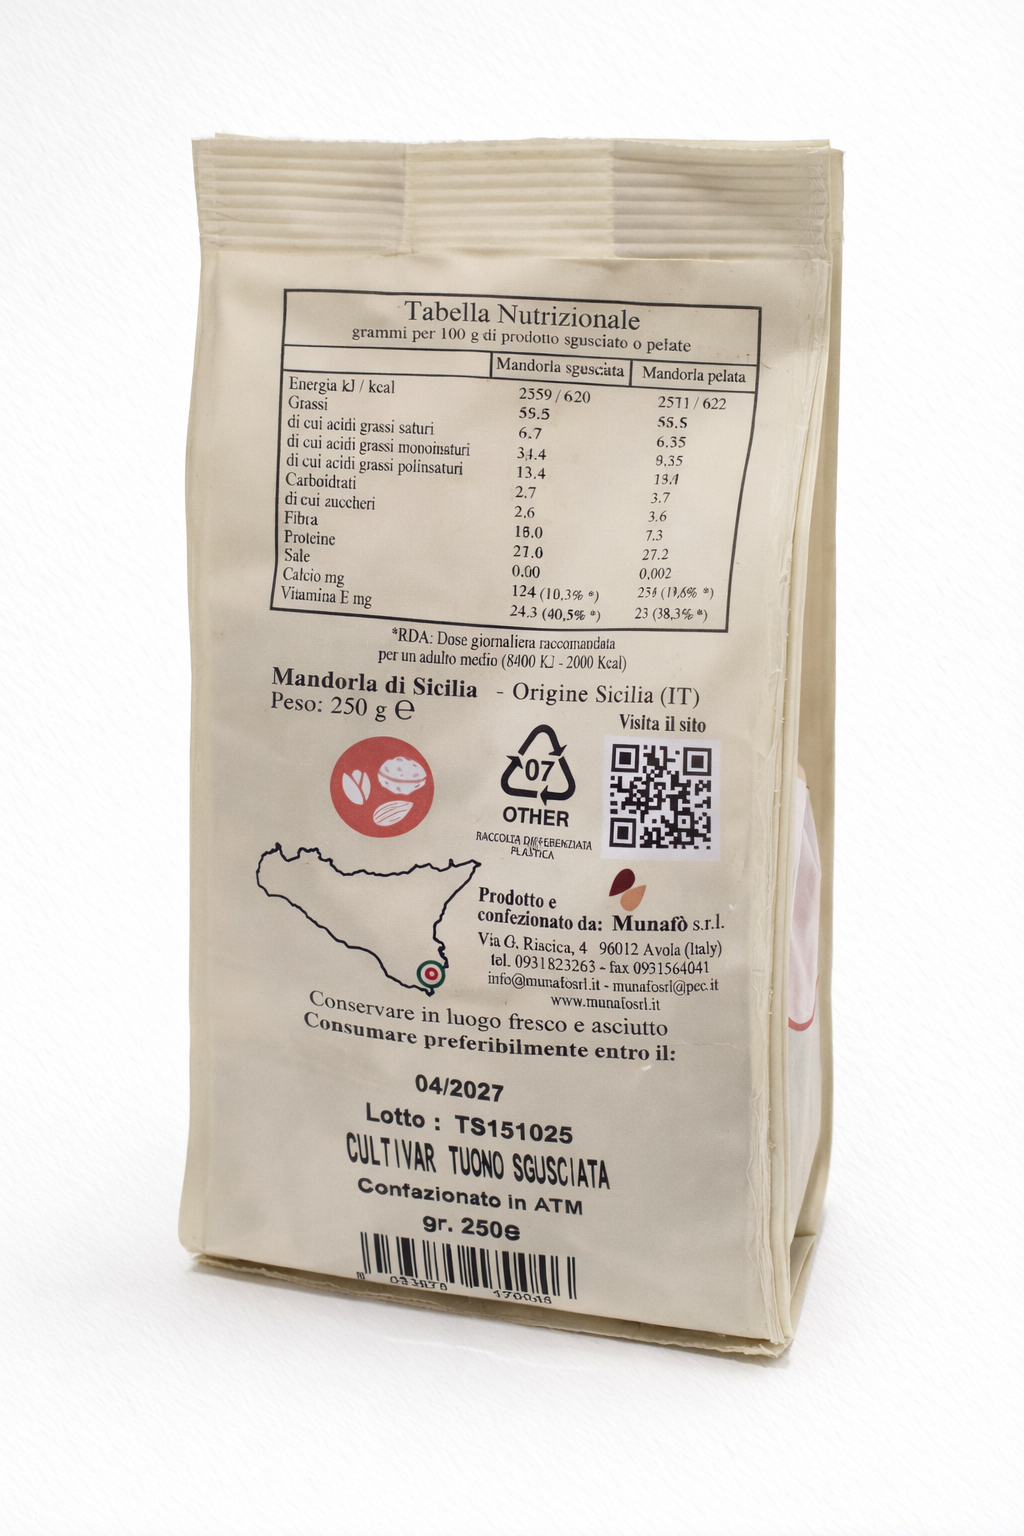 Tabella Nutrizionale
grammi per 100 g di prodotto sgusciato o pelate
Mandorla sgusciata Mandorla pelata
Energia kJ / kcal 2559 / 620 2511 / 622
Grassi 55.5
di cui acidi grassi saturi 6.7 6.35
di cui acidi grassi monoinsaturi 34.4 9.35
di cui acidi grassi polinsaturi 13.4
Carboidrati 2.7 3.7
di cui zuccheri 2.6 3.6
Fibra 7.3
Proteine 21.0 27.2
Sale 0.00 0,002
Calcio mg 124 (10,3% *)
Vitamina E mg 24.3 (40,5% *) 23 (38,3% *)
*RDA: Dose giornaliera raccomandata
per un adulto medio (8400 KJ - 2000 Kcal)
Mandorla di Sicilia - Origine Sicilia (IT)
Peso: 250 g ℮
Visita il sito
07
OTHER
RACCOLTA DIFFERENZIATA
PLASTICA
Prodotto e
confezionato da: Munafò s.r.l.
Via G. Riscica, 4 96012 Avola (Italy)
tel. 0931823263 - fax 0931564041
info@munafosrl.it - munafosrl@pec.it
www.munafosrl.it
Conservare in luogo fresco e asciutto
Consumare preferibilmente entro il:
04/2027
Lotto : TS151025
CULTIVAR TUONO SGUSCIATA
Confazionato in ATM
gr. 250e